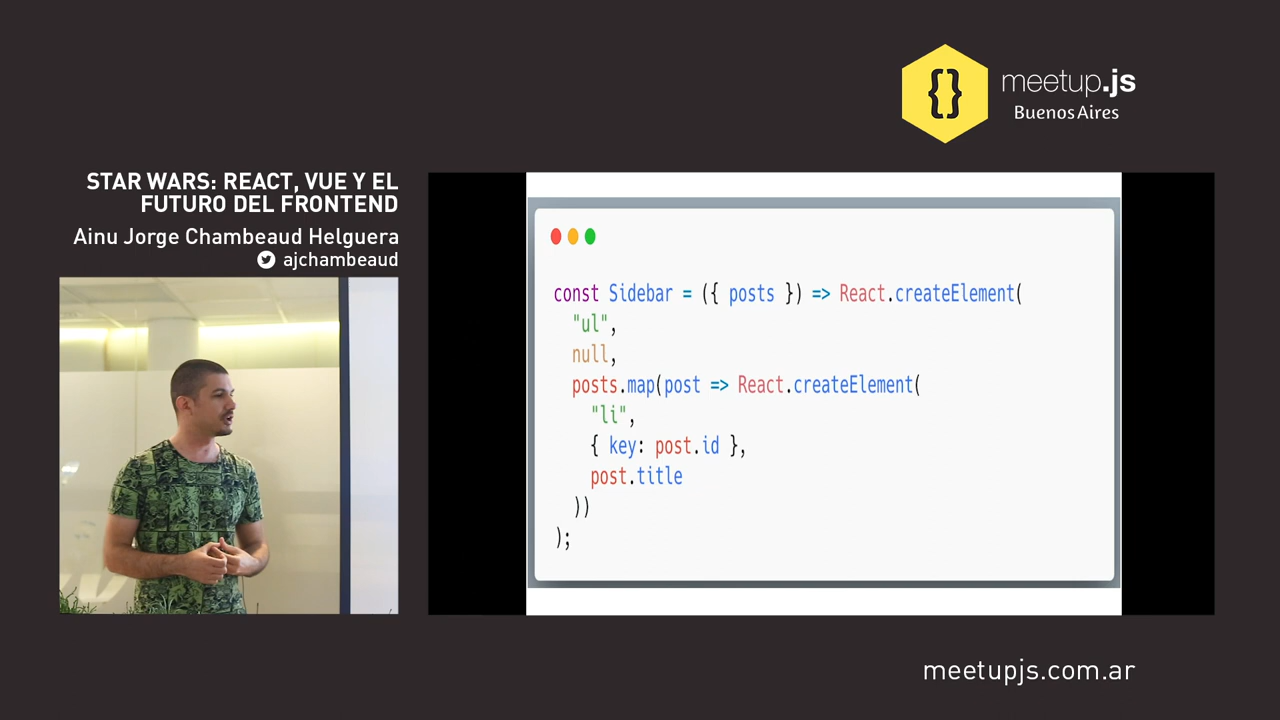 {}
meetup.js
Buenos Aires
STAR WARS: REACT, VUE Y EL
FUTURO DEL FRONTEND
Ainu Jorge Chambeaud Helguera
ajchambeaud
const Sidebar = ({ posts }) => React.createElement(
  "ul",
  null,
  posts.map(post => React.createElement(
    "li",
    { key: post.id },
    post.title
  ))
);
meetupjs.com.ar